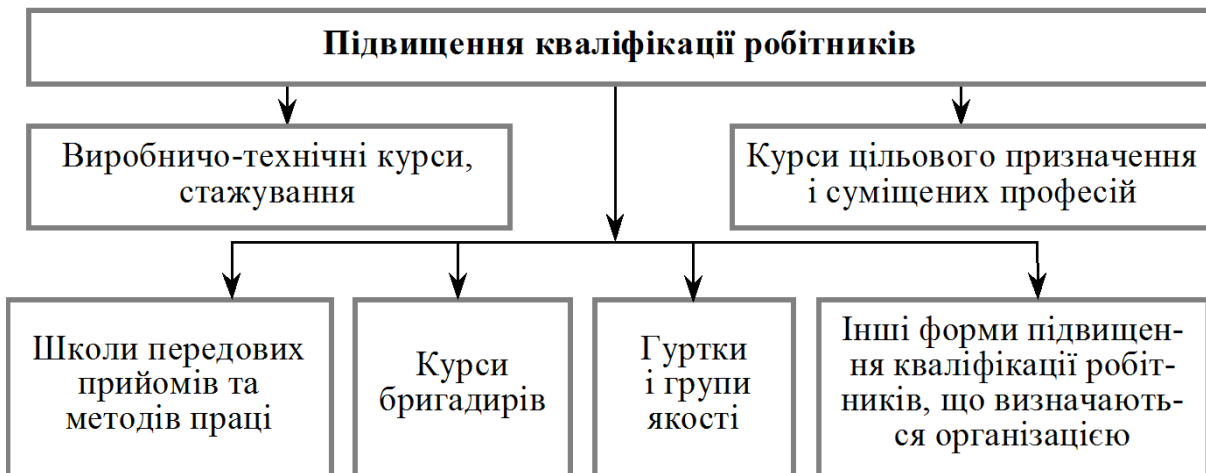 Підвищення кваліфікації робітників
Виробничо-технічні курси,
стажування
Курси цільового призначення
і суміщених професій
Школи передових
прийомів та
методів праці
Курси
бригадирів
Гуртки
і групи
якості
Інші форми підвищен-
ня кваліфікації робіт-
ників, що визначають-
ся організацією